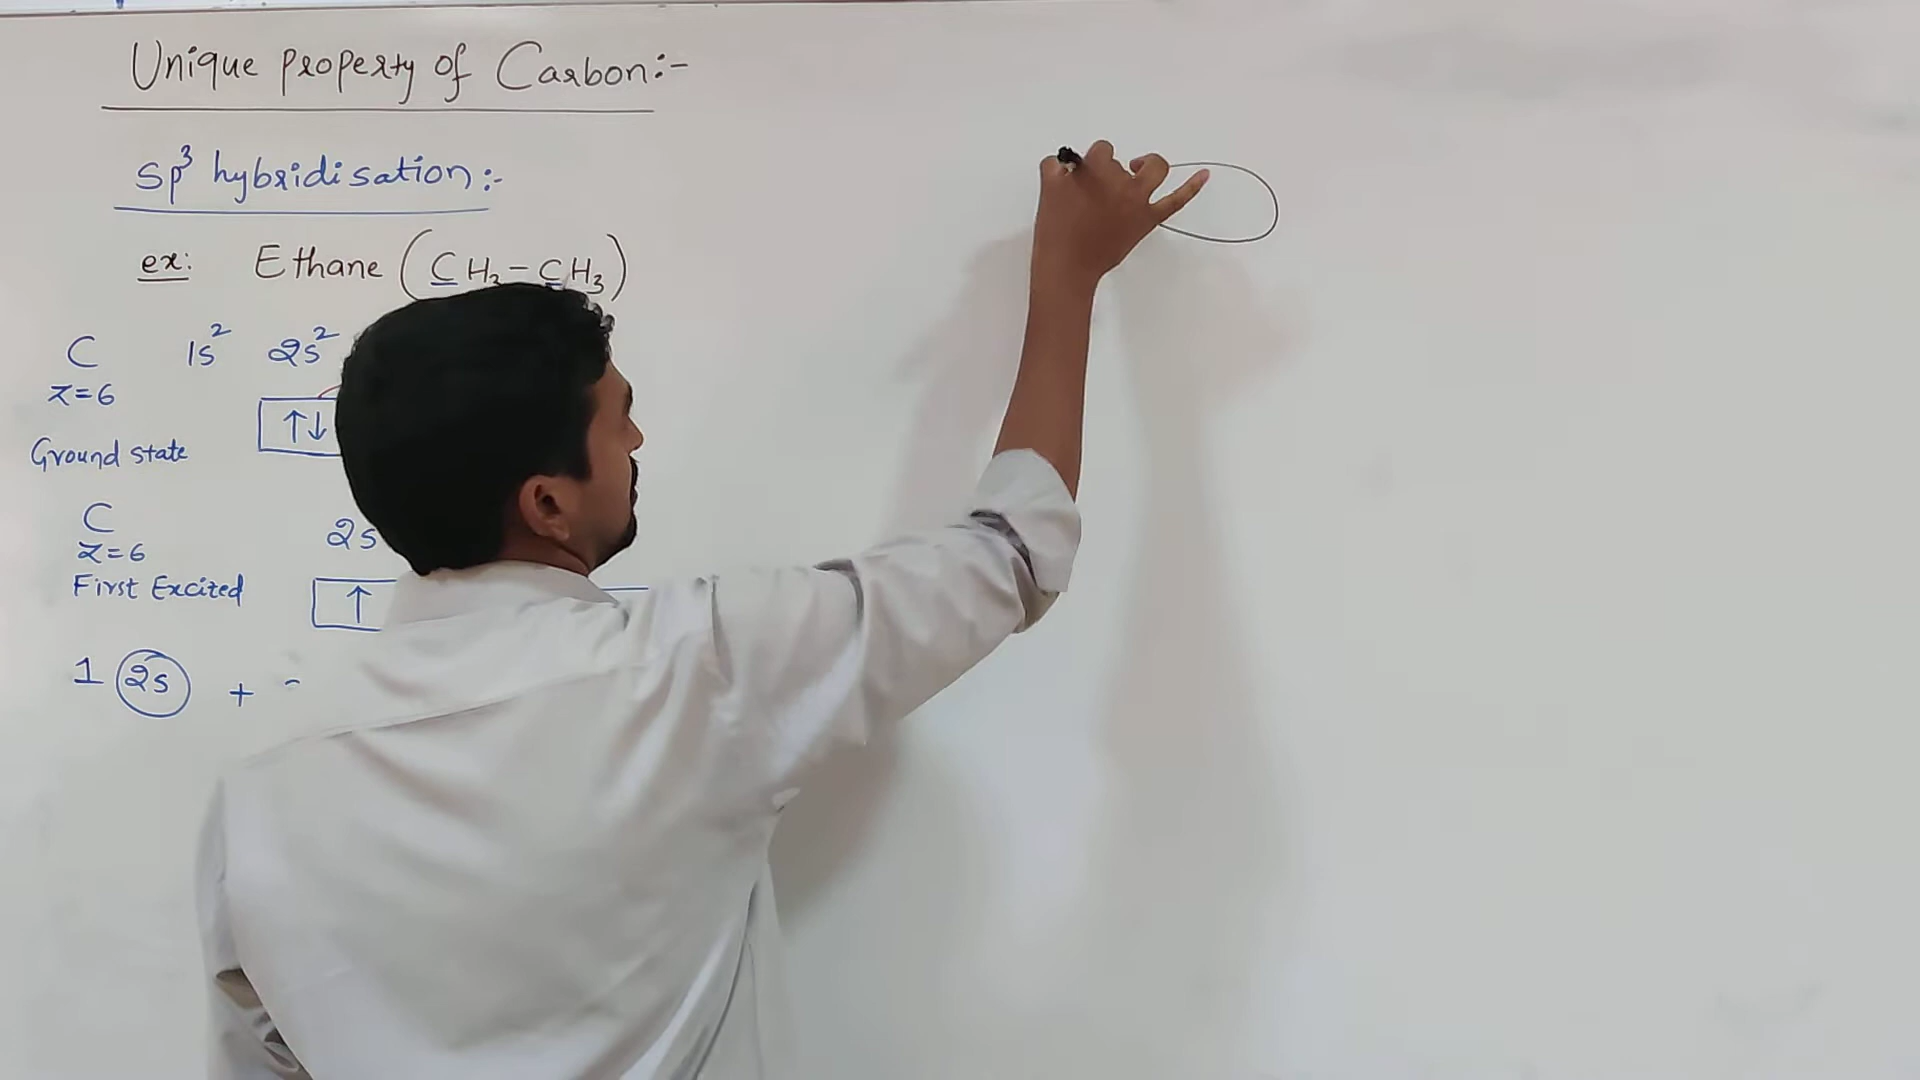 Unique property of Carbon:-
Sp³ hybridisation:-
ex: Ethane (CH₃-CH₃)
C 1s² 2s²
Z=6
↑↓
Ground state
C 2s
Z=6
First Excited ↑
1 2s +